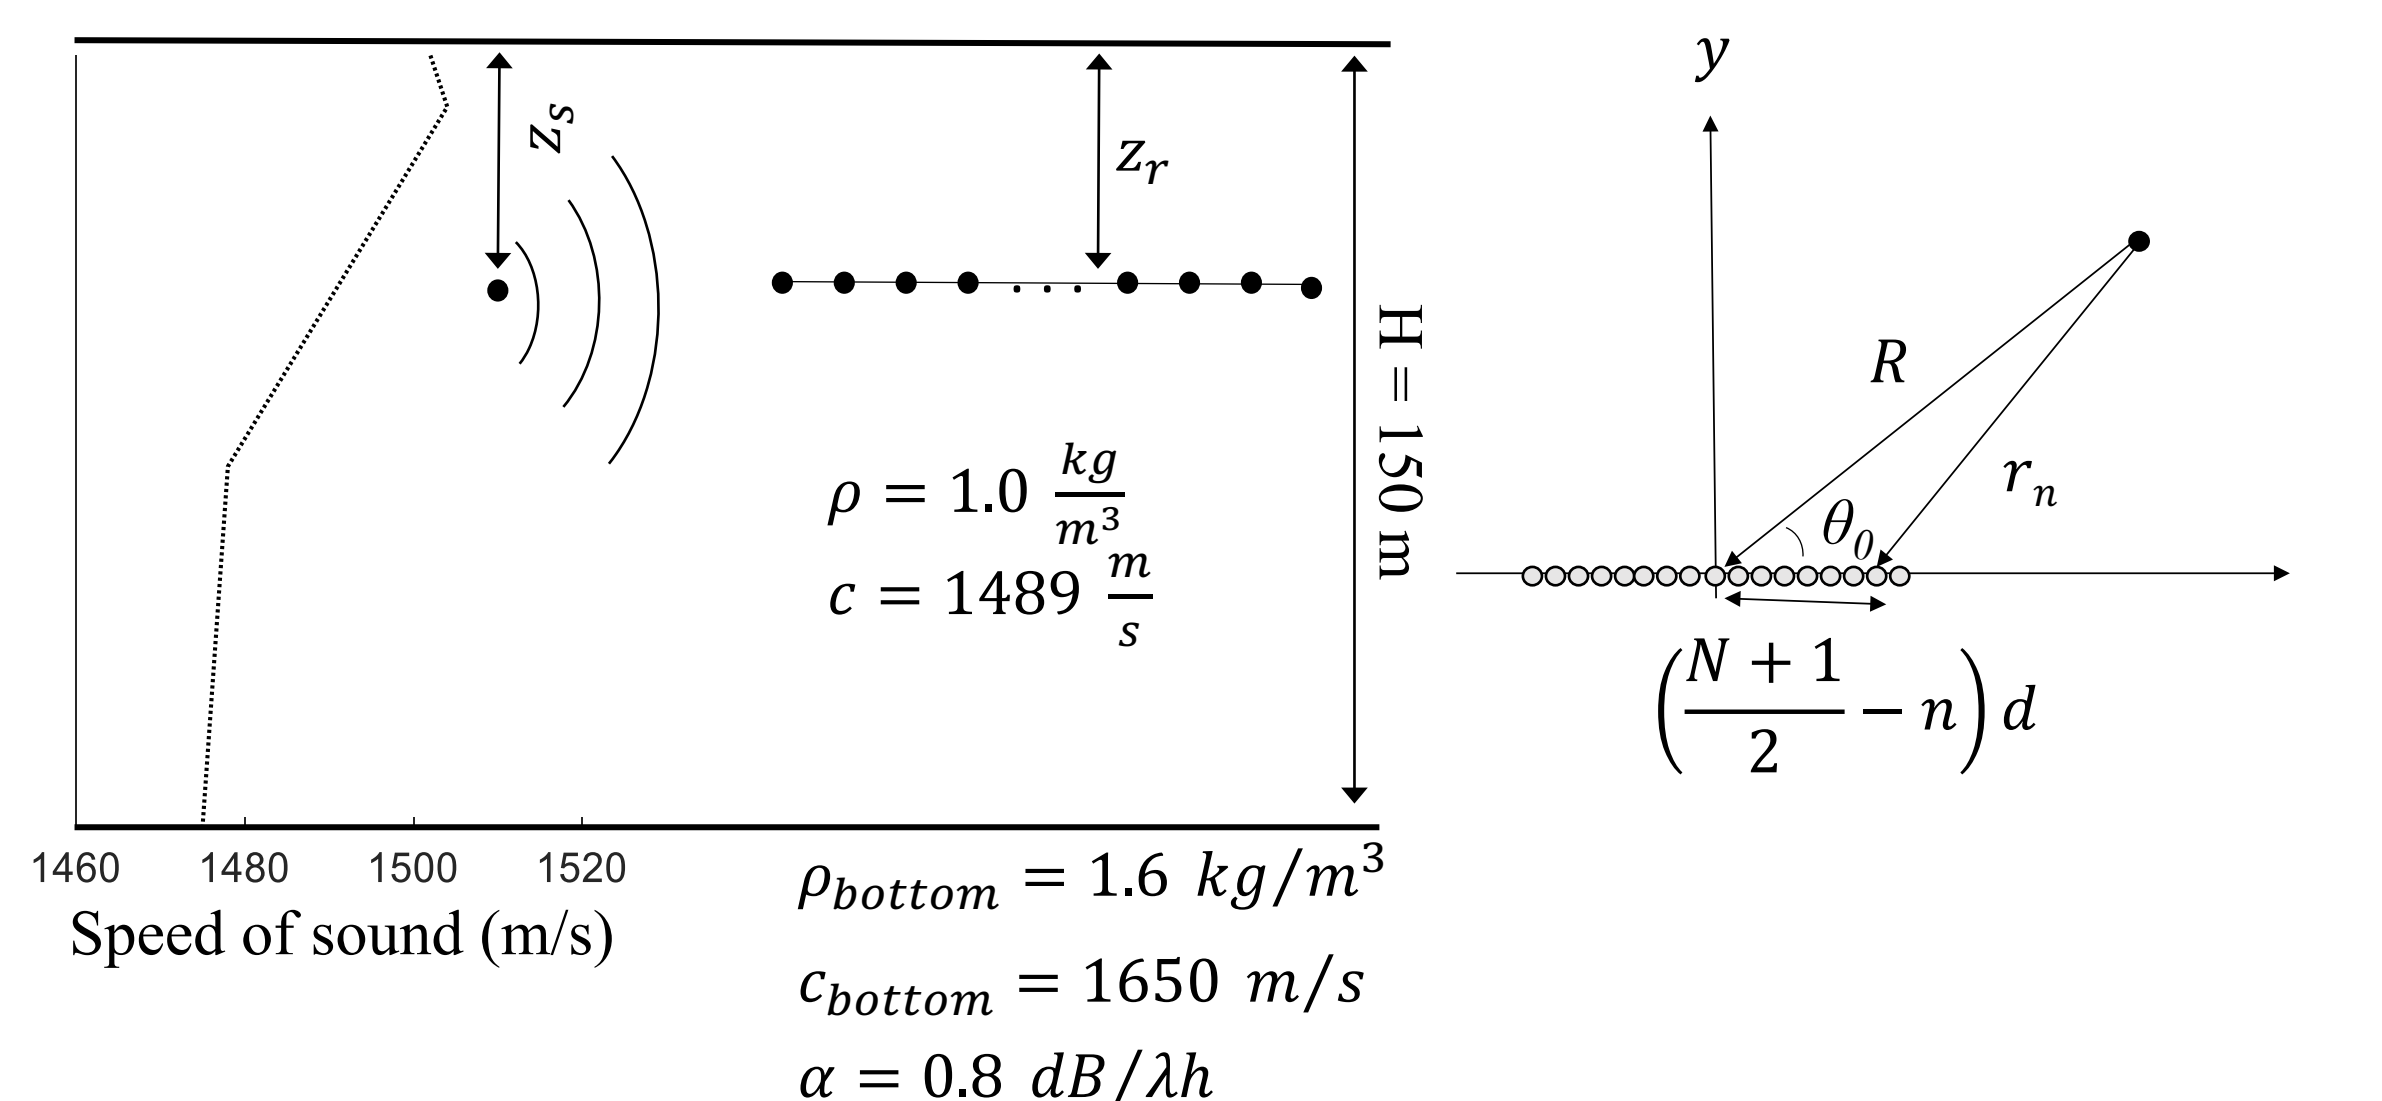 z_s
z_r
H = 150 m
ρ = 1.0 kg/m³
c = 1489 m/s
1460 1480 1500 1520
Speed of sound (m/s)
ρ_bottom = 1.6 kg/m³
c_bottom = 1650 m/s
α = 0.8 dB/λh
y
R
r_n
θ_0
((N + 1)/2 − n) d